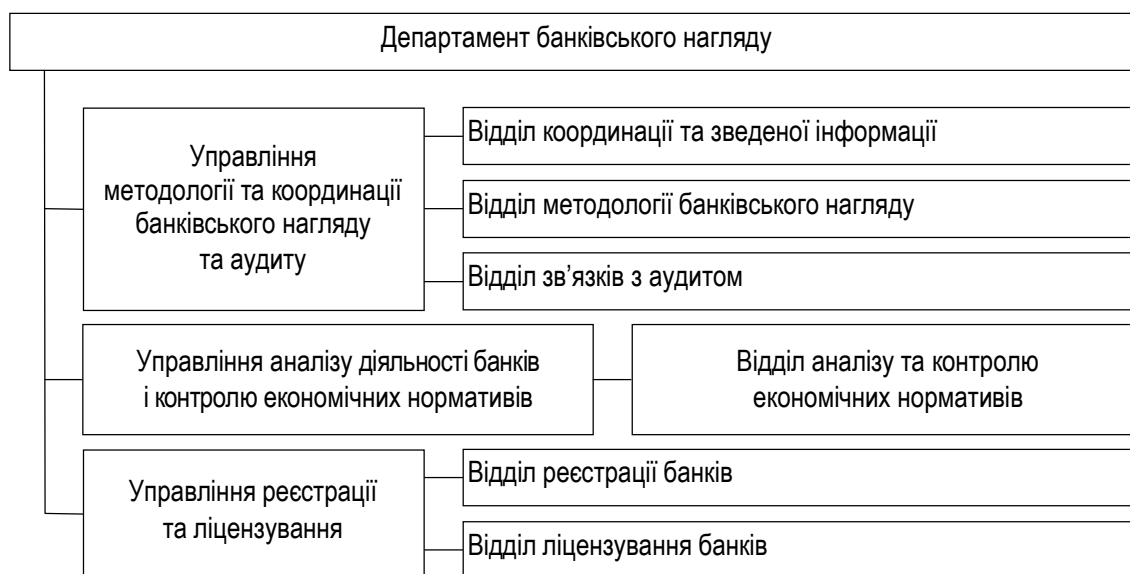 Департамент банківського нагляду
Управління
методології та координації
банківського нагляду
та аудиту
Відділ координації та зведеної інформації
Відділ методології банківського нагляду
Відділ зв’язків з аудитом
Управління аналізу діяльності банків
і контролю економічних нормативів
Відділ аналізу та контролю
економічних нормативів
Управління реєстрації
та ліцензування
Відділ реєстрації банків
Відділ ліцензування банків